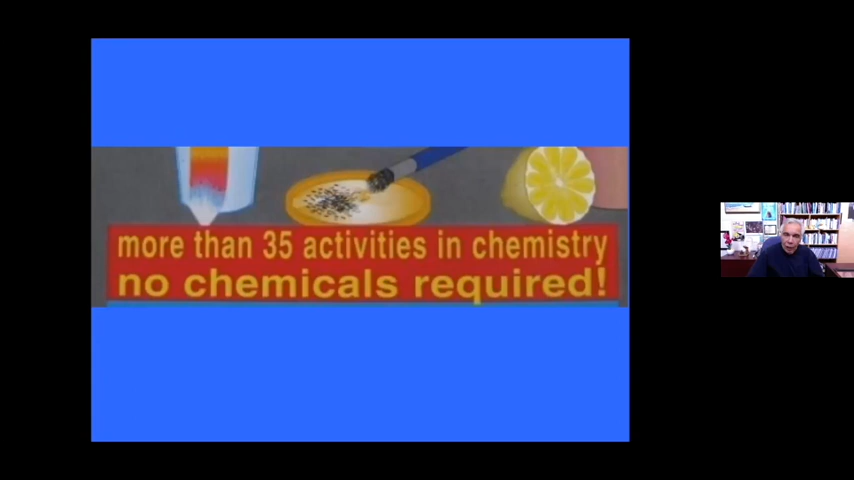 more than 35 activities in chemistry
no chemicals required!